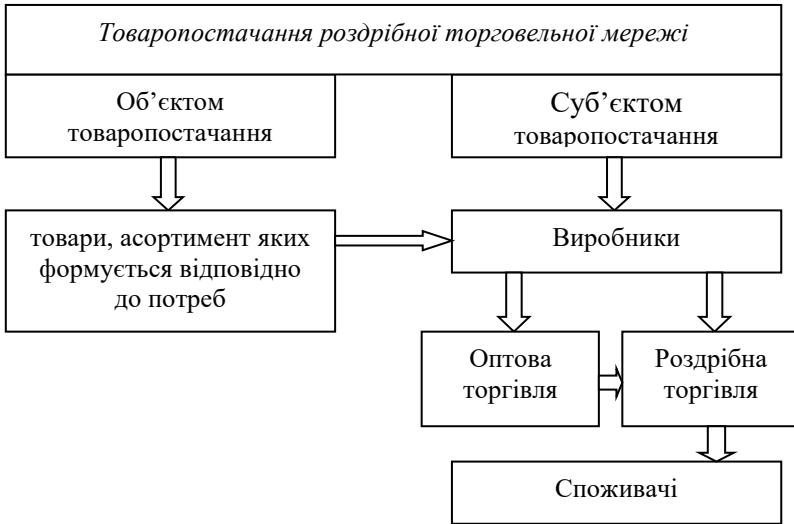 Товаропостачання роздрібної торговельної мережі
Об’єктом
товаропостачання
Суб’єктом
товаропостачання
товари, асортимент яких
формується відповідно
до потреб
Виробники
Оптова
торгівля
Роздрібна
торгівля
Споживачі